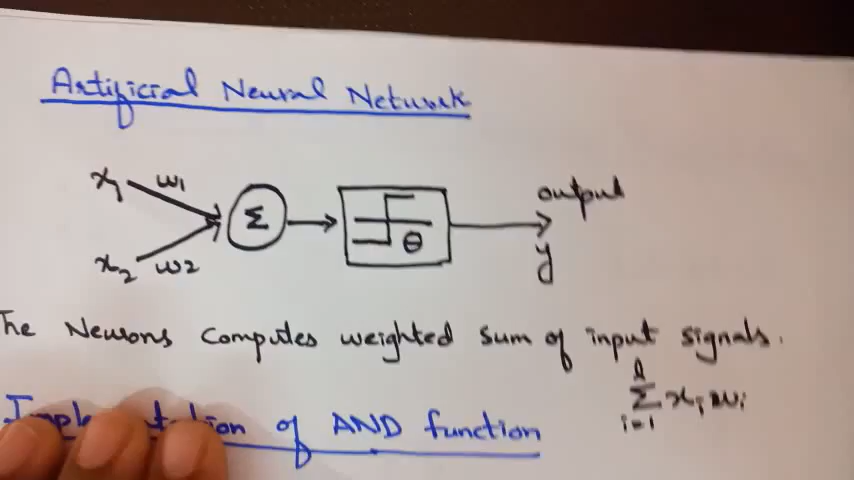 Artificial Neural Network
x1 w1
output
Σ
θ
x2 w2
y
The Neurons Computes weighted sum of input signals.
l
Σ xi wi
i=1
of AND function